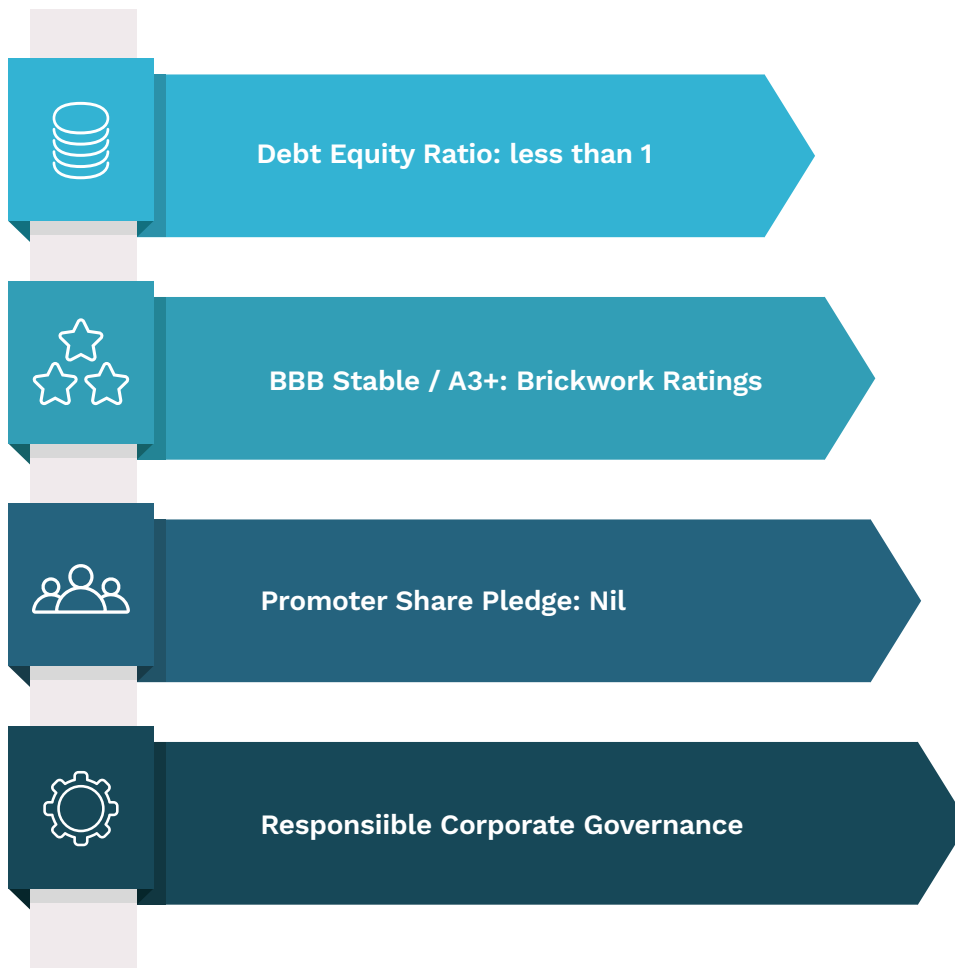 Debt Equity Ratio: less than 1
BBB Stable / A3+: Brickwork Ratings
Promoter Share Pledge: Nil
Responsiible Corporate Governance